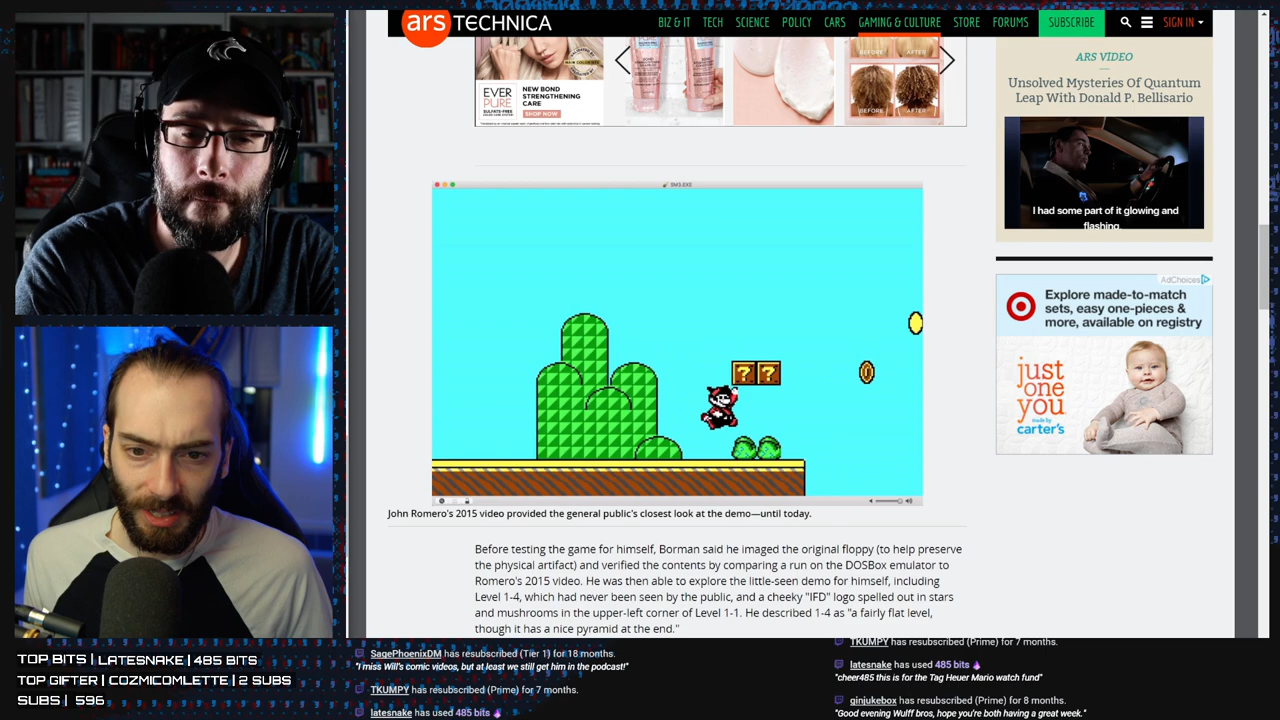 ars TECHNICA
BIZ & IT TECH SCIENCE POLICY CARS GAMING & CULTURE STORE FORUMS SUBSCRIBE SIGN IN
EVER
PURE
NEW BOND
STRENGTHENING
CARE
SHOP NOW
BEFORE AFTER
BEFORE AFTER
ARS VIDEO
Unsolved Mysteries Of Quantum
Leap With Donald P. Bellisario
I had some part of it glowing and
flashing.
AdChoices
Explore made-to-match
sets, easy one-pieces &
more, available on registry
just
one
you
made by
carter's
SM3.EXE
? ?
John Romero's 2015 video provided the general public's closest look at the demo—until today.
Before testing the game for himself, Borman said he imaged the original floppy (to help preserve
the physical artifact) and verified the contents by comparing a run on the DOSBox emulator to
Romero's 2015 video. He was then able to explore the little-seen demo for himself, including
Level 1-4, which had never been seen by the public, and a cheeky "IFD" logo spelled out in stars
and mushrooms in the upper-left corner of Level 1-1. He described 1-4 as "a fairly flat level,
though it has a nice pyramid at the end."
TOP BITS | LATESNAKE | 485 BITS
TOP GIFTER | COZMICOMLETTE | 2 SUBS
SUBS | 596
SagePhoenixDM has resubscribed (Tier 1) for 18 months.
"I miss Will's comic videos, but at least we still get him in the podcast!"
TKUMPY has resubscribed (Prime) for 7 months.
latesnake has used 485 bits
TKUMPY has resubscribed (Prime) for 7 months.
latesnake has used 485 bits
"cheer485 this is for the Tag Heuer Mario watch fund"
ginjukebox has resubscribed (Prime) for 8 months.
"Good evening Wulff bros, hope you're both having a great week."